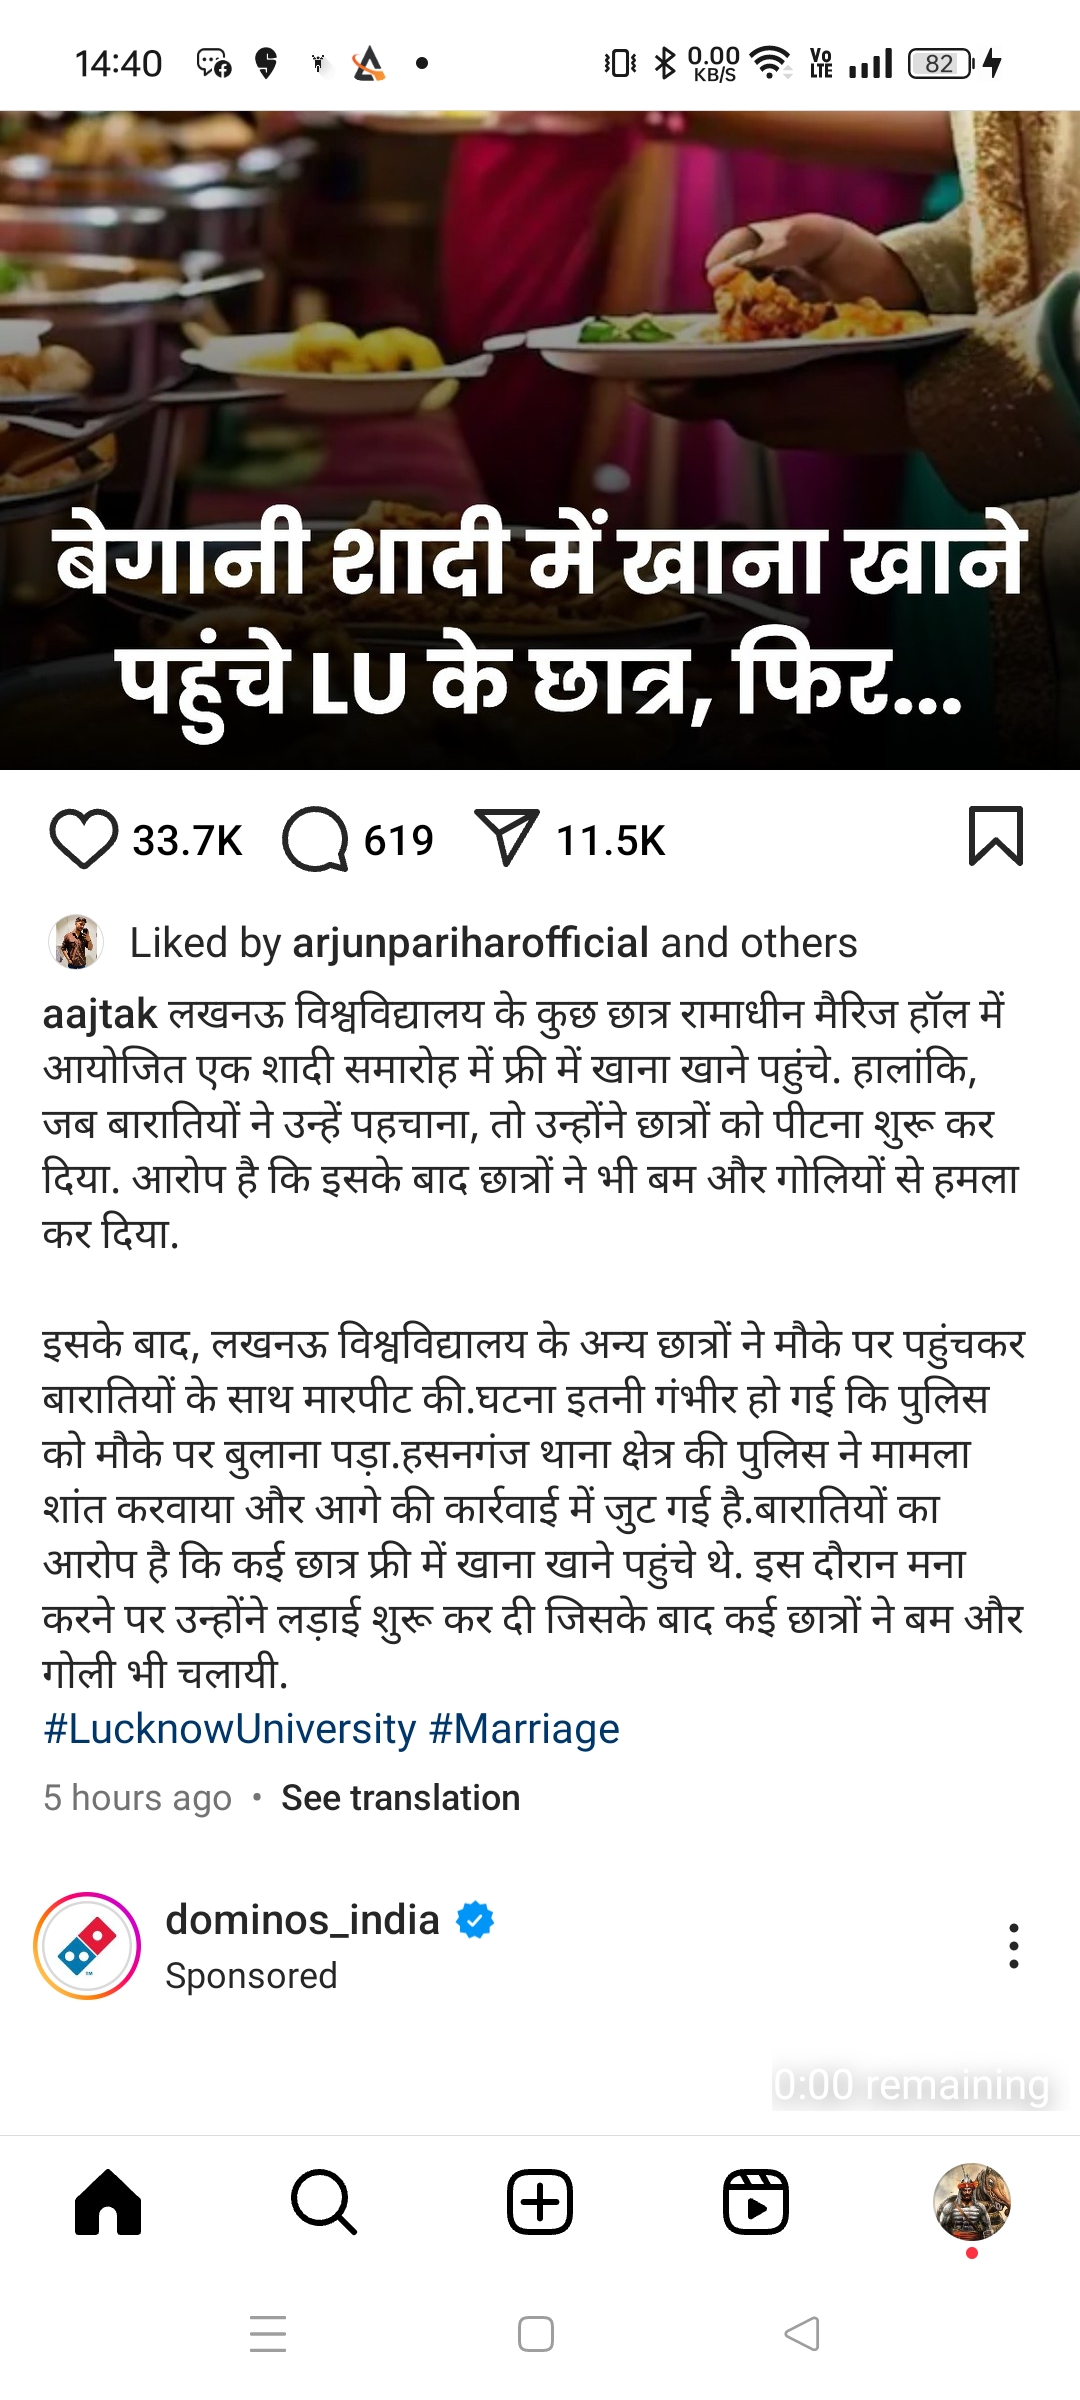 14:40
0.00
KB/S
Vo
LTE
82
बेगानी शादी में खाना खाने
पहुंचे LU के छात्र, फिर...
33.7K 619 11.5K
Liked by arjunpariharofficial and others
aajtak लखनऊ विश्वविद्यालय के कुछ छात्र रामाधीन मैरिज हॉल में
आयोजित एक शादी समारोह में फ्री में खाना खाने पहुंचे. हालांकि,
जब बारातियों ने उन्हें पहचाना, तो उन्होंने छात्रों को पीटना शुरू कर
दिया. आरोप है कि इसके बाद छात्रों ने भी बम और गोलियों से हमला
कर दिया.
इसके बाद, लखनऊ विश्वविद्यालय के अन्य छात्रों ने मौके पर पहुंचकर
बारातियों के साथ मारपीट की.घटना इतनी गंभीर हो गई कि पुलिस
को मौके पर बुलाना पड़ा.हसनगंज थाना क्षेत्र की पुलिस ने मामला
शांत करवाया और आगे की कार्रवाई में जुट गई है.बारातियों का
आरोप है कि कई छात्र फ्री में खाना खाने पहुंचे थे. इस दौरान मना
करने पर उन्होंने लड़ाई शुरू कर दी जिसके बाद कई छात्रों ने बम और
गोली भी चलायी.
#LucknowUniversity #Marriage
5 hours ago • See translation
dominos_india
Sponsored
0:00 remaining